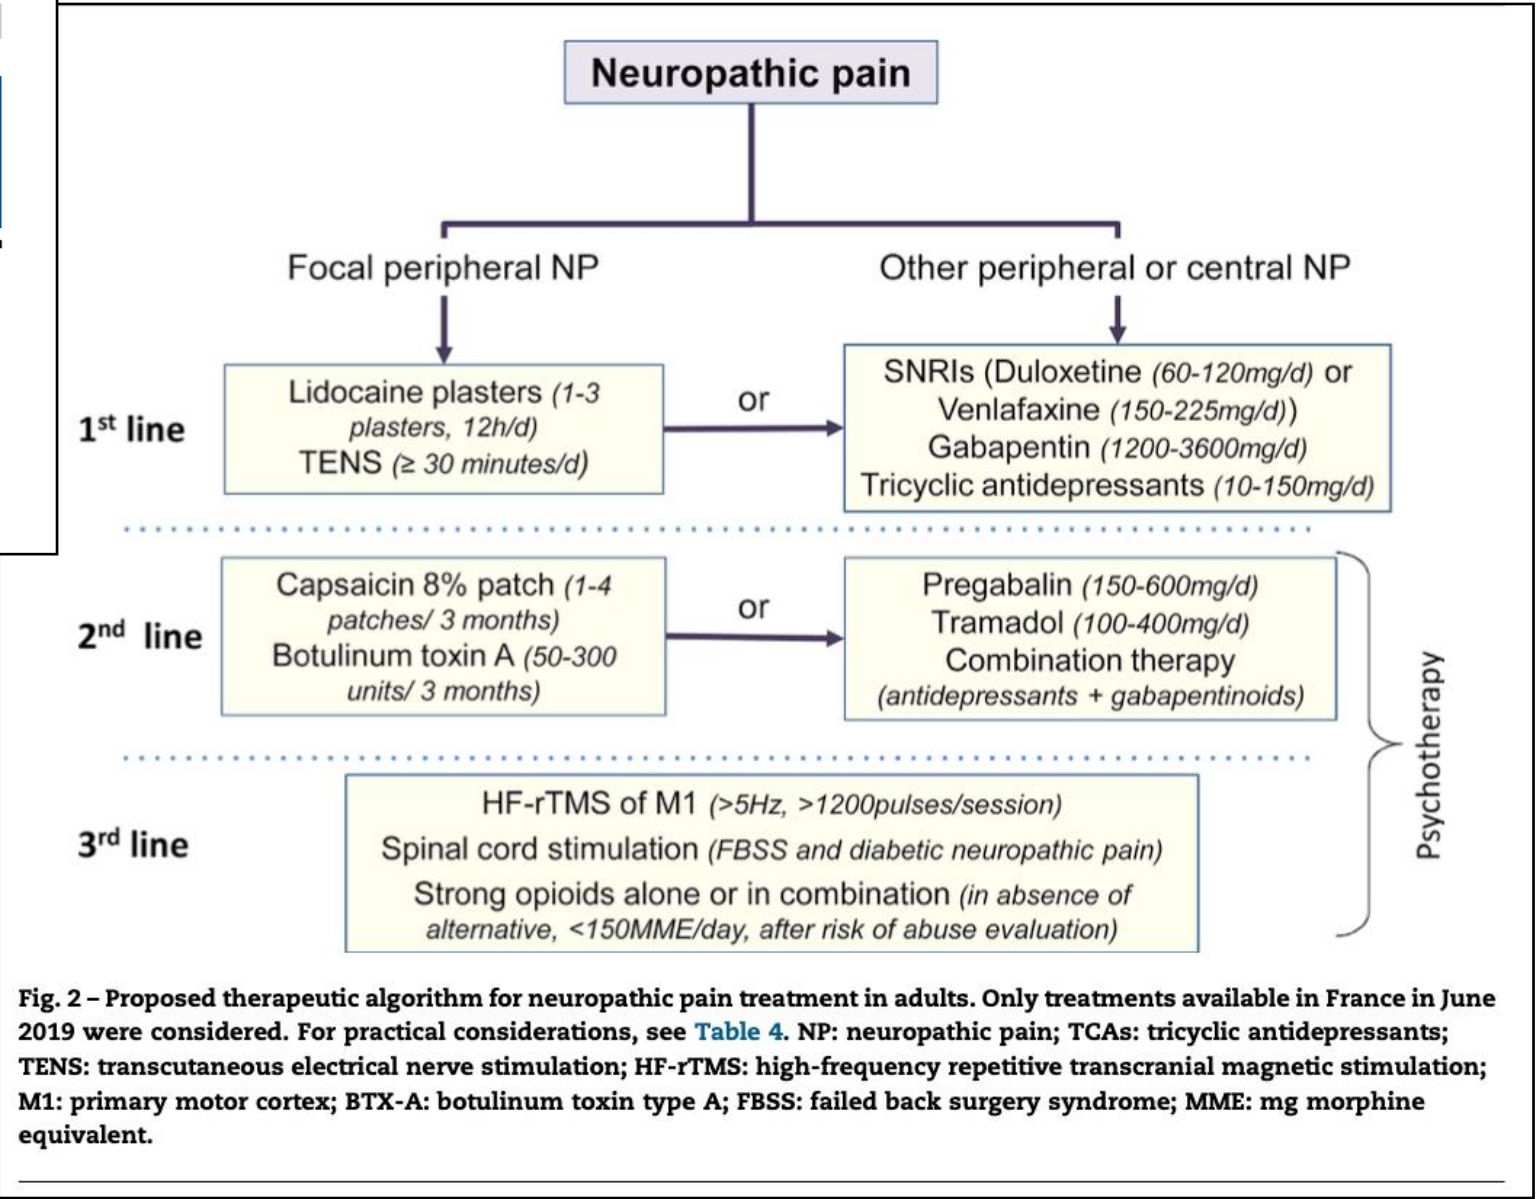 Neuropathic pain
Focal peripheral NP
Other peripheral or central NP
1st line
Lidocaine plasters (1-3
plasters, 12h/d)
TENS (≥ 30 minutes/d)
or
SNRIs (Duloxetine (60-120mg/d) or
Venlafaxine (150-225mg/d))
Gabapentin (1200-3600mg/d)
Tricyclic antidepressants (10-150mg/d)
2nd line
Capsaicin 8% patch (1-4
patches/ 3 months)
Botulinum toxin A (50-300
units/ 3 months)
or
Pregabalin (150-600mg/d)
Tramadol (100-400mg/d)
Combination therapy
(antidepressants + gabapentinoids)
3rd line
HF-rTMS of M1 (>5Hz, >1200pulses/session)
Spinal cord stimulation (FBSS and diabetic neuropathic pain)
Strong opioids alone or in combination (in absence of
alternative, <150MME/day, after risk of abuse evaluation)
Psychotherapy
Fig. 2 – Proposed therapeutic algorithm for neuropathic pain treatment in adults. Only treatments available in France in June
2019 were considered. For practical considerations, see Table 4. NP: neuropathic pain; TCAs: tricyclic antidepressants;
TENS: transcutaneous electrical nerve stimulation; HF-rTMS: high-frequency repetitive transcranial magnetic stimulation;
M1: primary motor cortex; BTX-A: botulinum toxin type A; FBSS: failed back surgery syndrome; MME: mg morphine
equivalent.